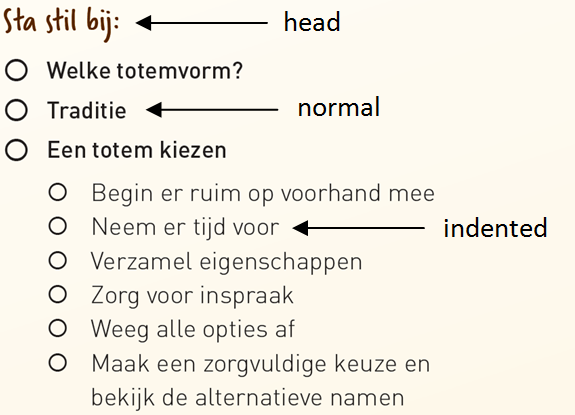 Sta stil bij: head
Welke totemvorm?
Traditie normal
Een totem kiezen
Begin er ruim op voorhand mee
Neem er tijd voor indented
Verzamel eigenschappen
Zorg voor inspraak
Weeg alle opties af
Maak een zorgvuldige keuze en
bekijk de alternatieve namen